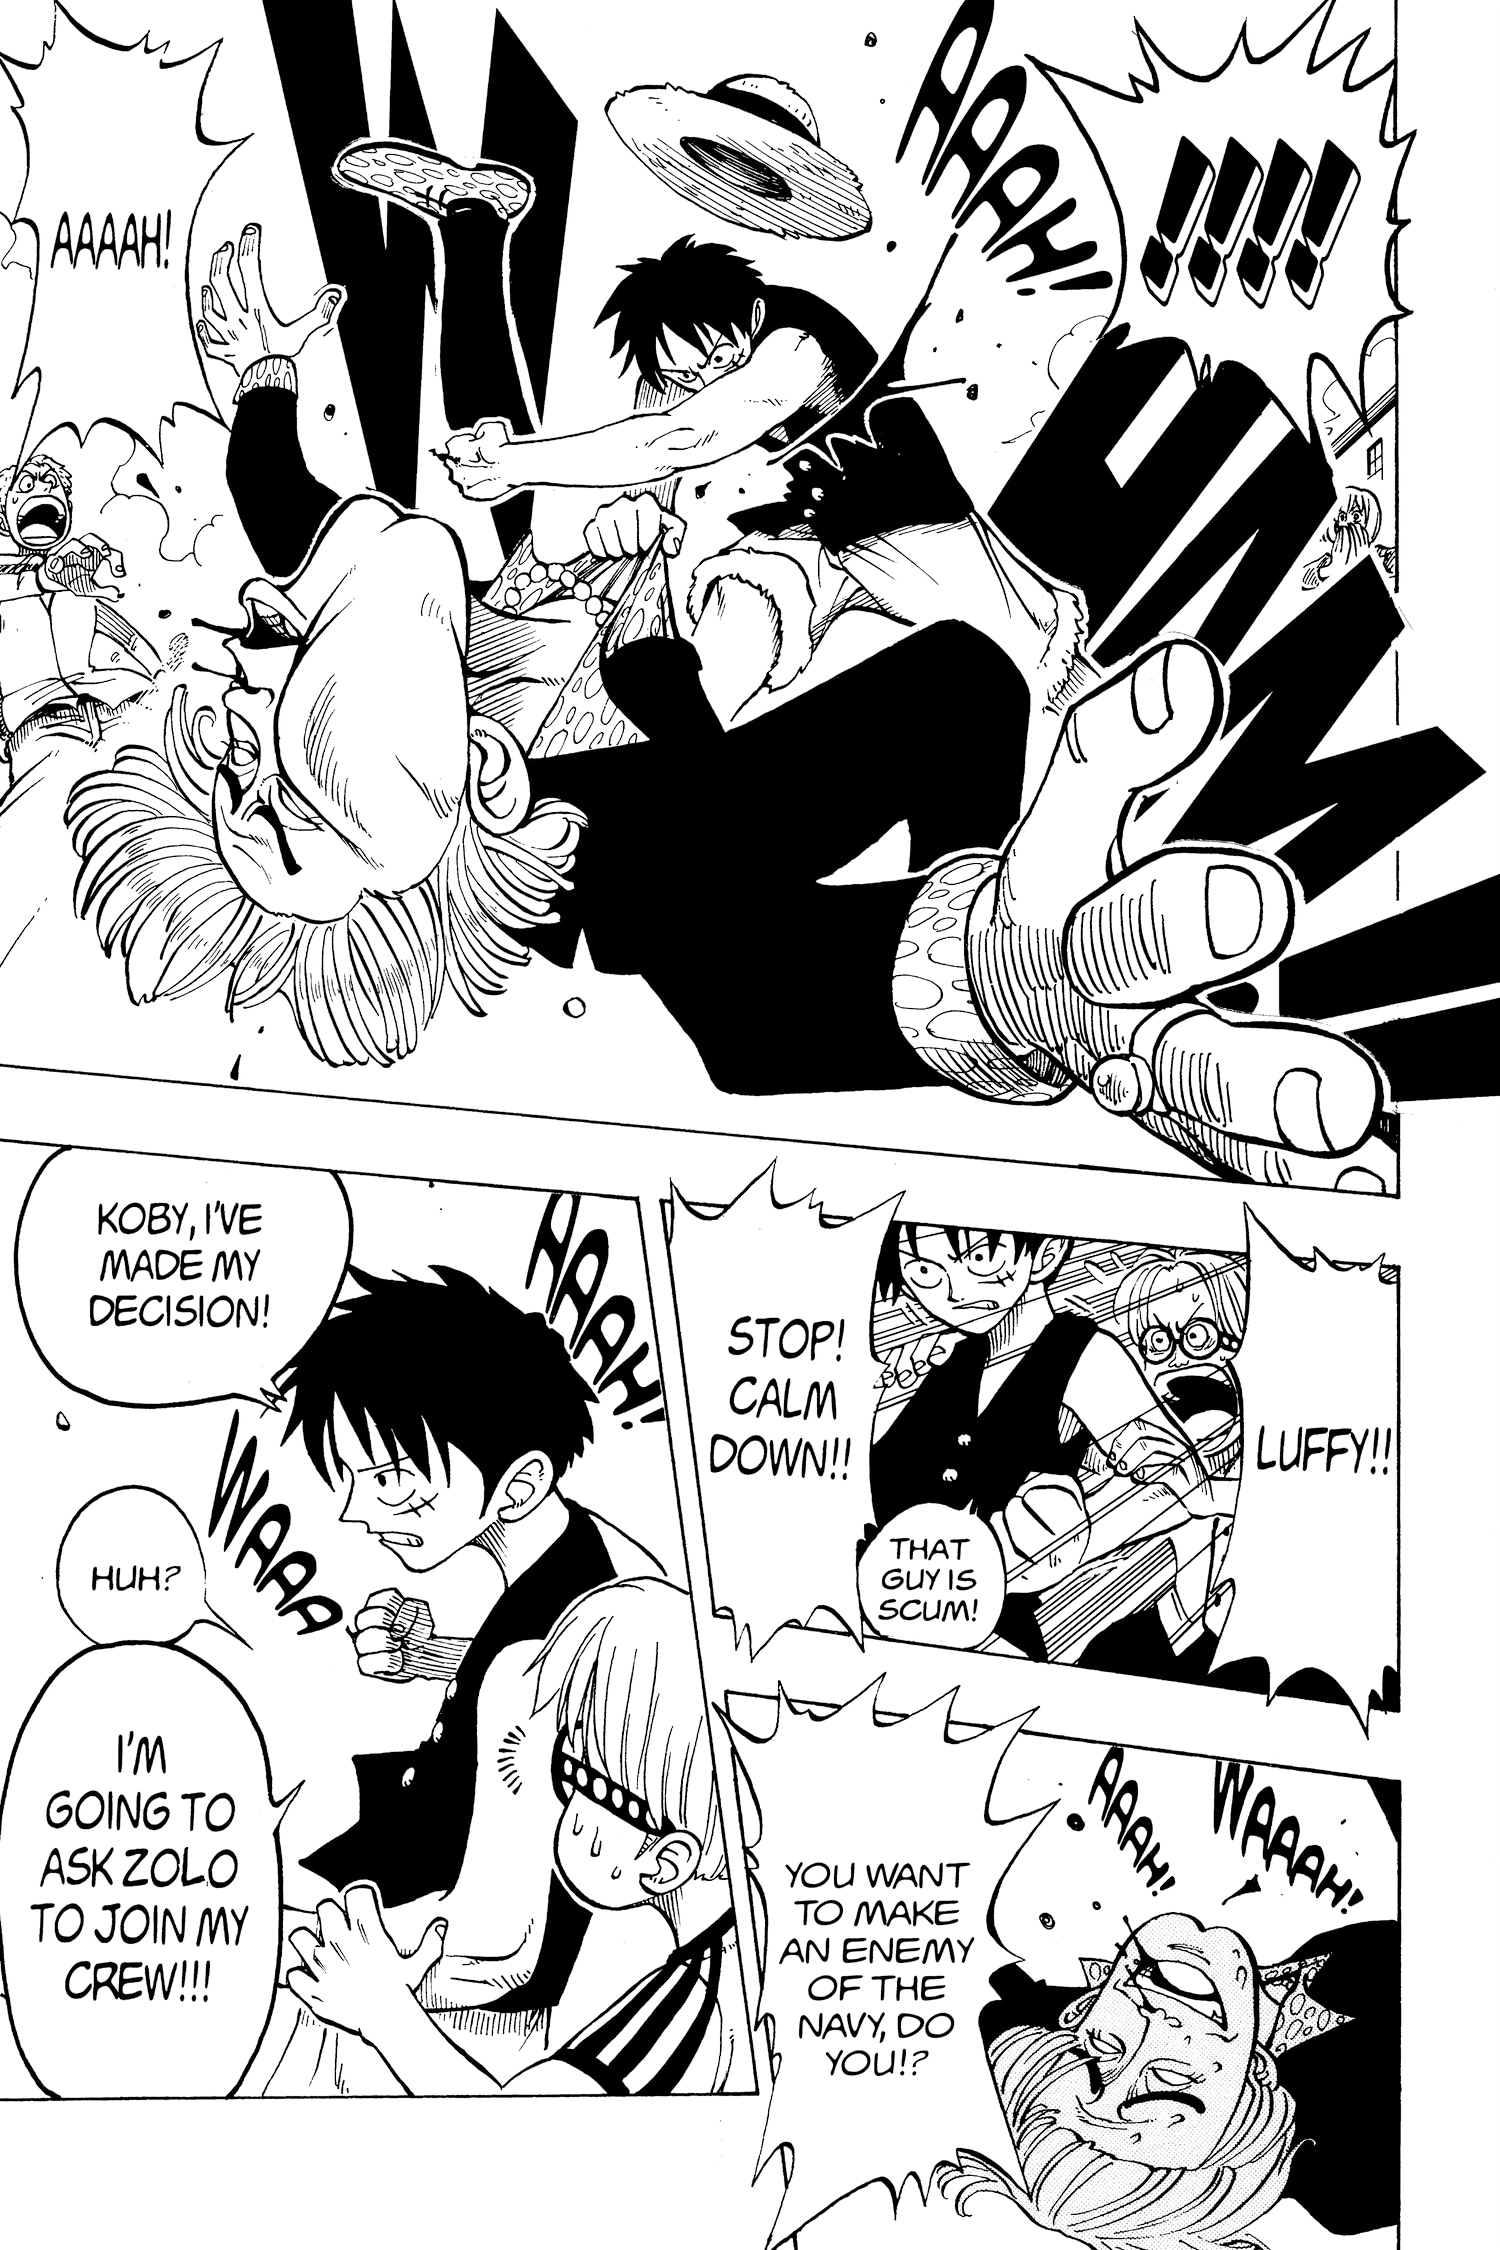 !!!!
AAAH!
AAAAH!
LUFFY!!
STOP!
CALM
DOWN!!
THAT
GUY IS
SCUM!
WAAAH!
AAAH!
YOU WANT
TO MAKE
AN ENEMY
OF THE
NAVY, DO
YOU!?
AAAH!
KOBY, I'VE
MADE MY
DECISION!
WAAA
HUH?
I'M
GOING TO
ASK ZOLO
TO JOIN MY
CREW!!!